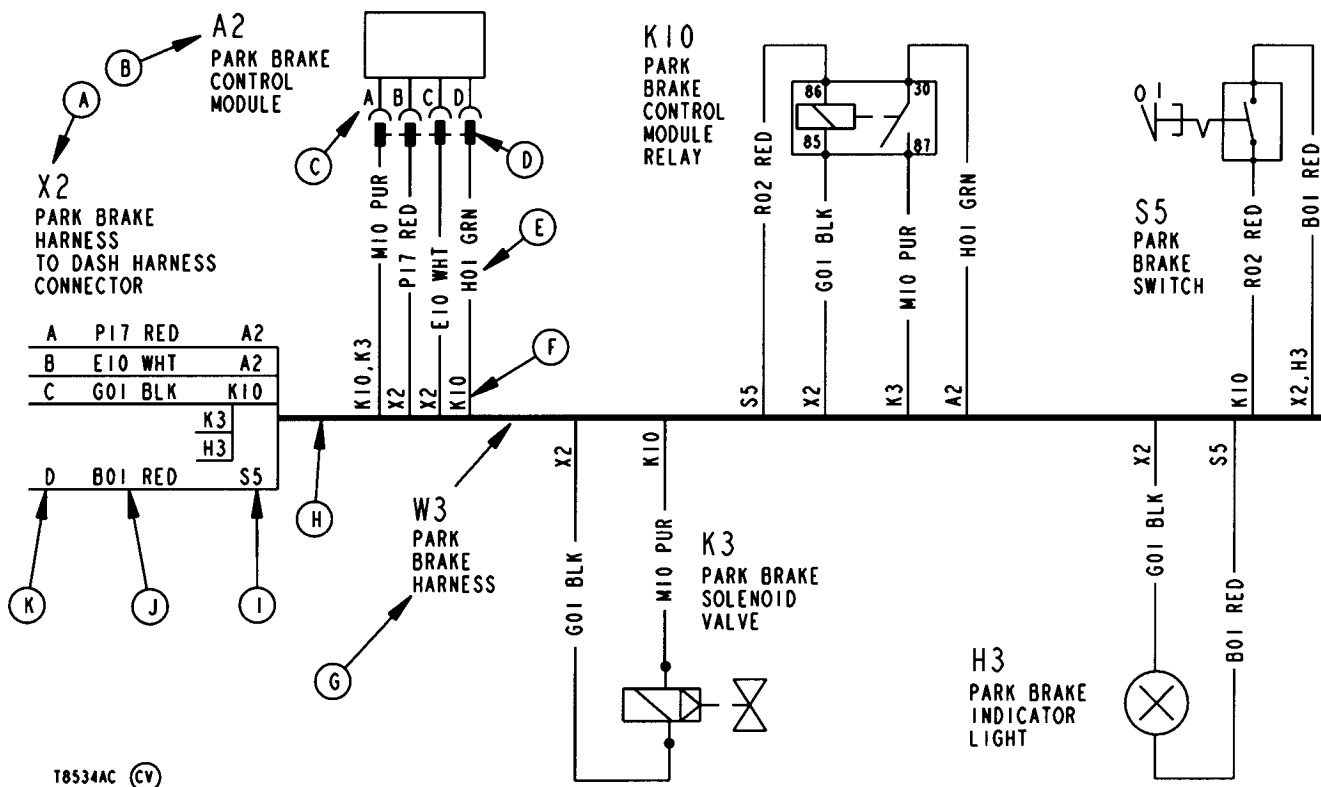 A2
PARK BRAKE
CONTROL
MODULE
B
A
X2
PARK BRAKE
HARNESS
TO DASH HARNESS
CONNECTOR
A B C D
C
D
M10 PUR
P17 RED
E10 WHT
H01 GRN
E
F
K10,K3
X2
X2
K10
A P17 RED A2
B E10 WHT A2
C G01 BLK K10
K3
H3
D B01 RED S5
K
J
I
H
G
W3
PARK
BRAKE
HARNESS
K10
PARK
BRAKE
CONTROL
MODULE
RELAY
86
30
85
87
R02 RED
G01 BLK
M10 PUR
H01 GRN
S5
X2
K3
A2
0 1
S5
PARK
BRAKE
SWITCH
R02 RED
B01 RED
K10
X2,H3
X2
K10
G01 BLK
M10 PUR
K3
PARK BRAKE
SOLENOID
VALVE
X2
S5
G01 BLK
B01 RED
H3
PARK BRAKE
INDICATOR
LIGHT
T8534AC CV